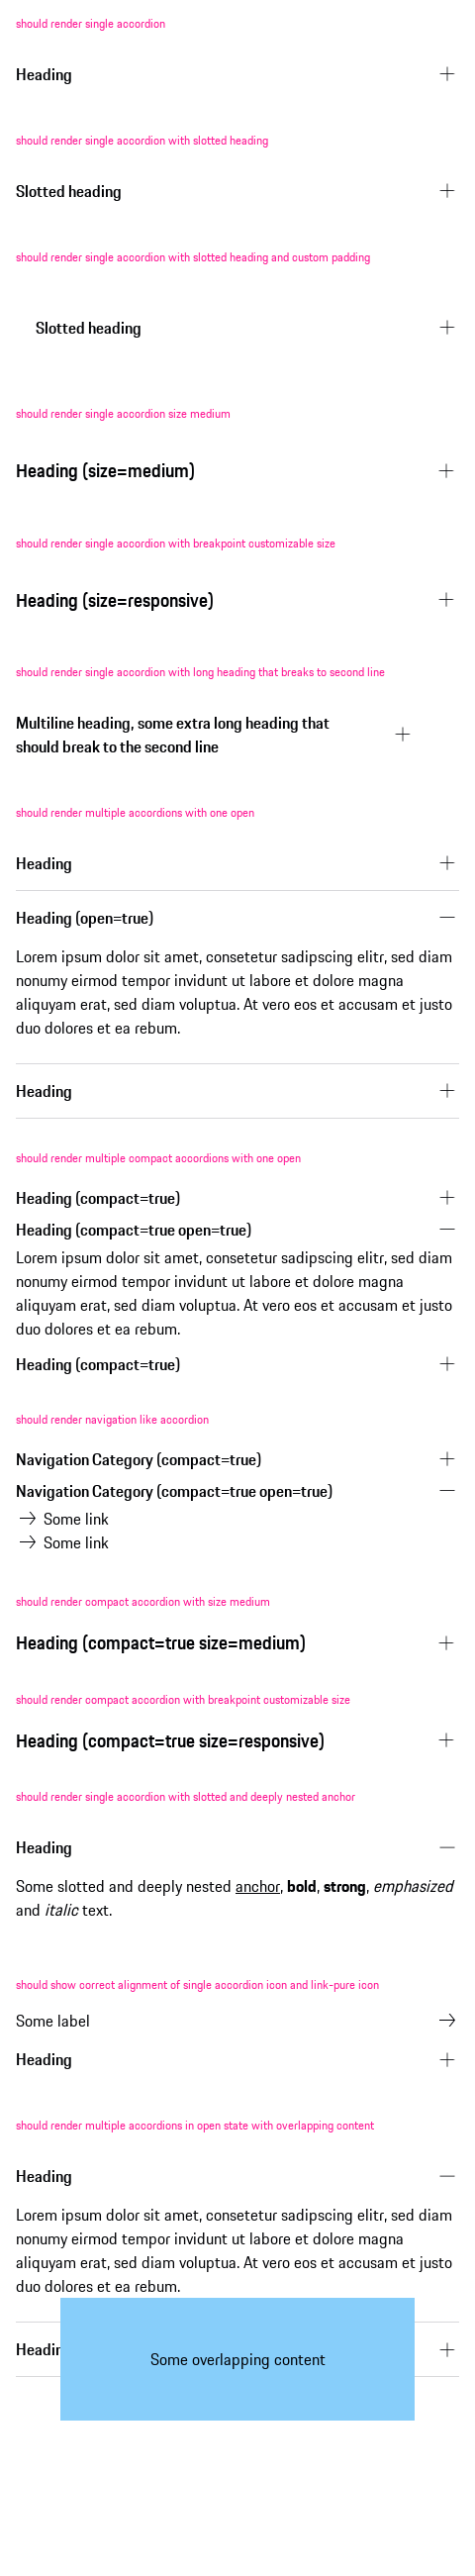 should render single accordion
Heading
should render single accordion with slotted heading
Slotted heading
should render single accordion with slotted heading and custom padding
Slotted heading
should render single accordion size medium
Heading (size=medium)
should render single accordion with breakpoint customizable size
Heading (size=responsive)
should render single accordion with long heading that breaks to second line
Multiline heading, some extra long heading that
should break to the second line
should render multiple accordions with one open
Heading
Heading (open=true)
Lorem ipsum dolor sit amet, consetetur sadipscing elitr, sed diam
nonumy eirmod tempor invidunt ut labore et dolore magna
aliquyam erat, sed diam voluptua. At vero eos et accusam et justo
duo dolores et ea rebum.
Heading
should render multiple compact accordions with one open
Heading (compact=true)
Heading (compact=true open=true)
Lorem ipsum dolor sit amet, consetetur sadipscing elitr, sed diam
nonumy eirmod tempor invidunt ut labore et dolore magna
aliquyam erat, sed diam voluptua. At vero eos et accusam et justo
duo dolores et ea rebum.
Heading (compact=true)
should render navigation like accordion
Navigation Category (compact=true)
Navigation Category (compact=true open=true)
Some link
Some link
should render compact accordion with size medium
Heading (compact=true size=medium)
should render compact accordion with breakpoint customizable size
Heading (compact=true size=responsive)
should render single accordion with slotted and deeply nested anchor
Heading
Some slotted and deeply nested anchor, bold, strong, emphasized
and italic text.
should show correct alignment of single accordion icon and link-pure icon
Some label
Heading
should render multiple accordions in open state with overlapping content
Heading
Lorem ipsum dolor sit amet, consetetur sadipscing elitr, sed diam
nonumy eirmod tempor invidunt ut labore et dolore magna
aliquyam erat, sed diam voluptua. At vero eos et accusam et justo
duo dolores et ea rebum.
Some overlapping content